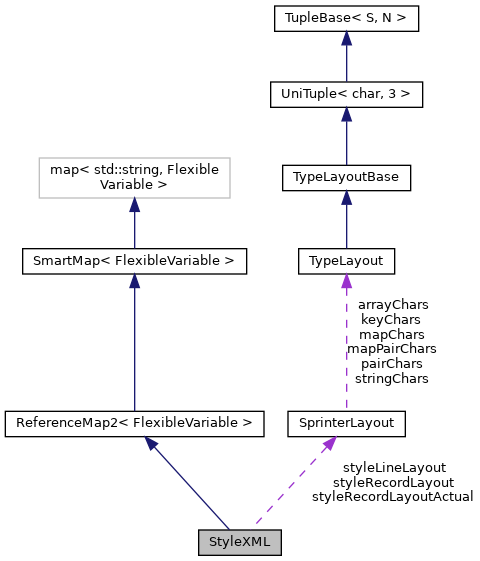 TupleBase< S, N >
UniTuple< char, 3 >
map< std::string, Flexible
Variable >
TypeLayoutBase
SmartMap< FlexibleVariable >
TypeLayout
arrayChars
keyChars
mapChars
mapPairChars
pairChars
stringChars
ReferenceMap2< FlexibleVariable >
SprinterLayout
styleLineLayout
styleRecordLayout
styleRecordLayoutActual
StyleXML